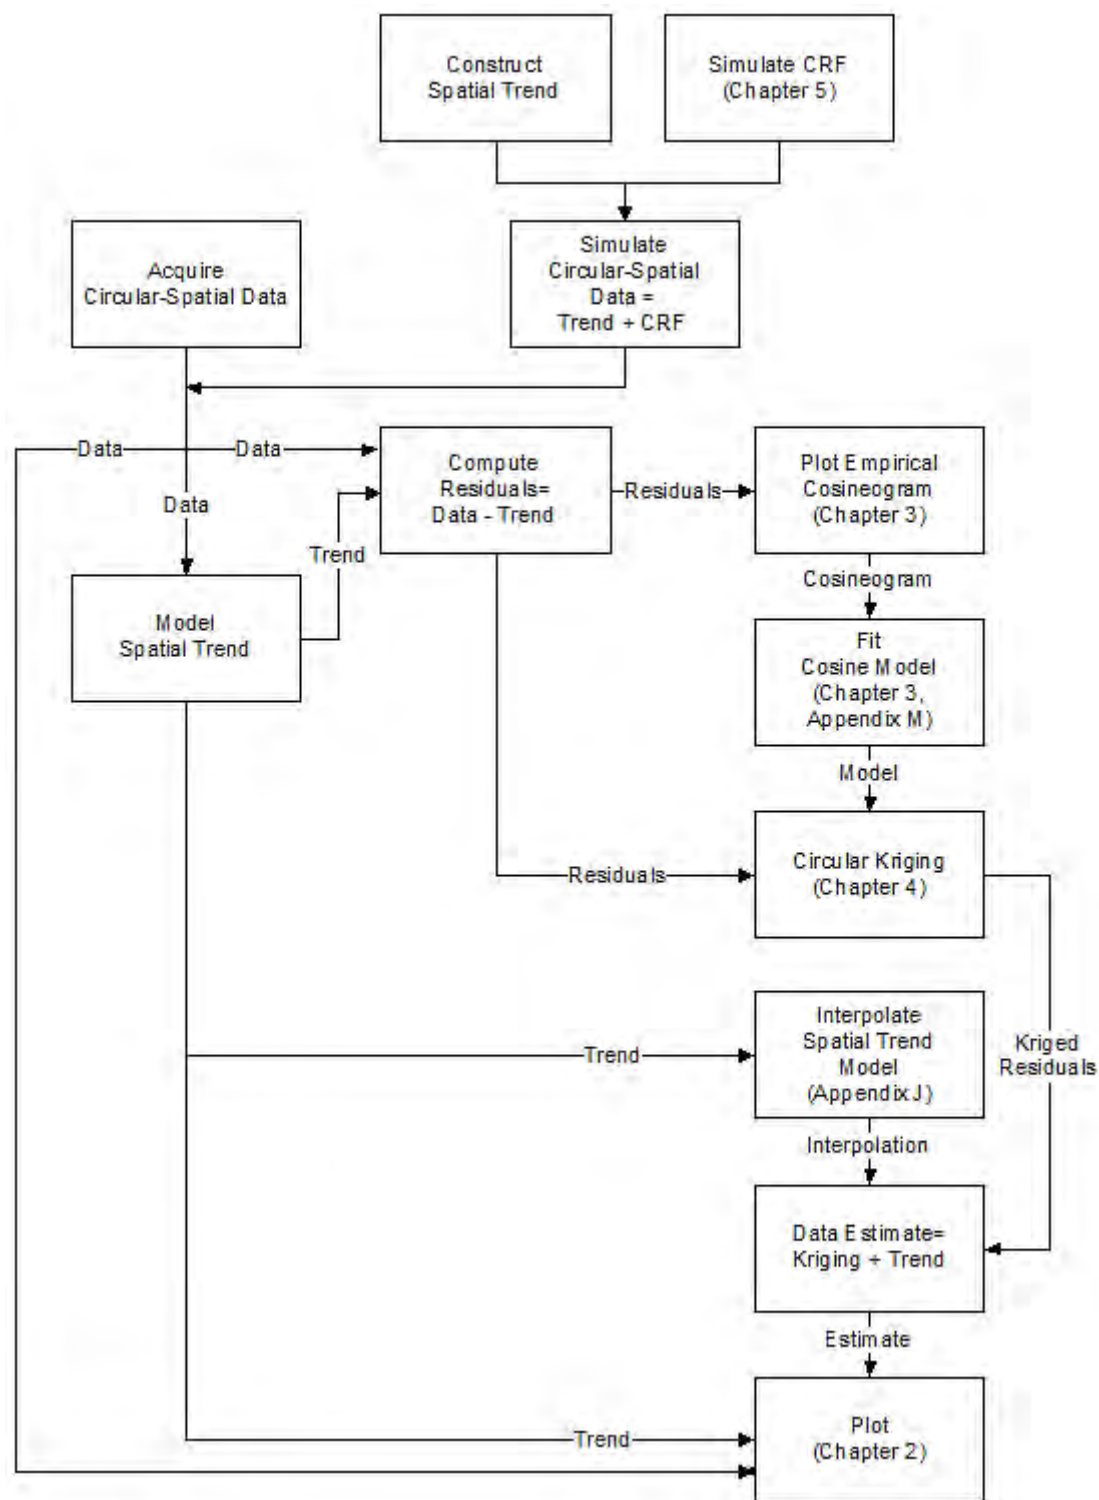 Construct
Spatial Trend
Simulate CRF
(Chapter 5)
Acquire
Circular-Spatial Data
Simulate
Circular-Spatial
Data =
Trend + CRF
Data
Data
Data
Compute
Residuals=
Data - Trend
Residuals
Plot Empirical
Cosineogram
(Chapter 3)
Trend
Cosineogram
Model
Spatial Trend
Fit
Cosine Model
(Chapter 3,
Appendix M)
Model
Residuals
Circular Kriging
(Chapter 4)
Trend
Interpolate
Spatial Trend
Model
(Appendix J)
Kriged
Residuals
Interpolation
Data Estimate=
Kriging + Trend
Estimate
Trend
Plot
(Chapter 2)